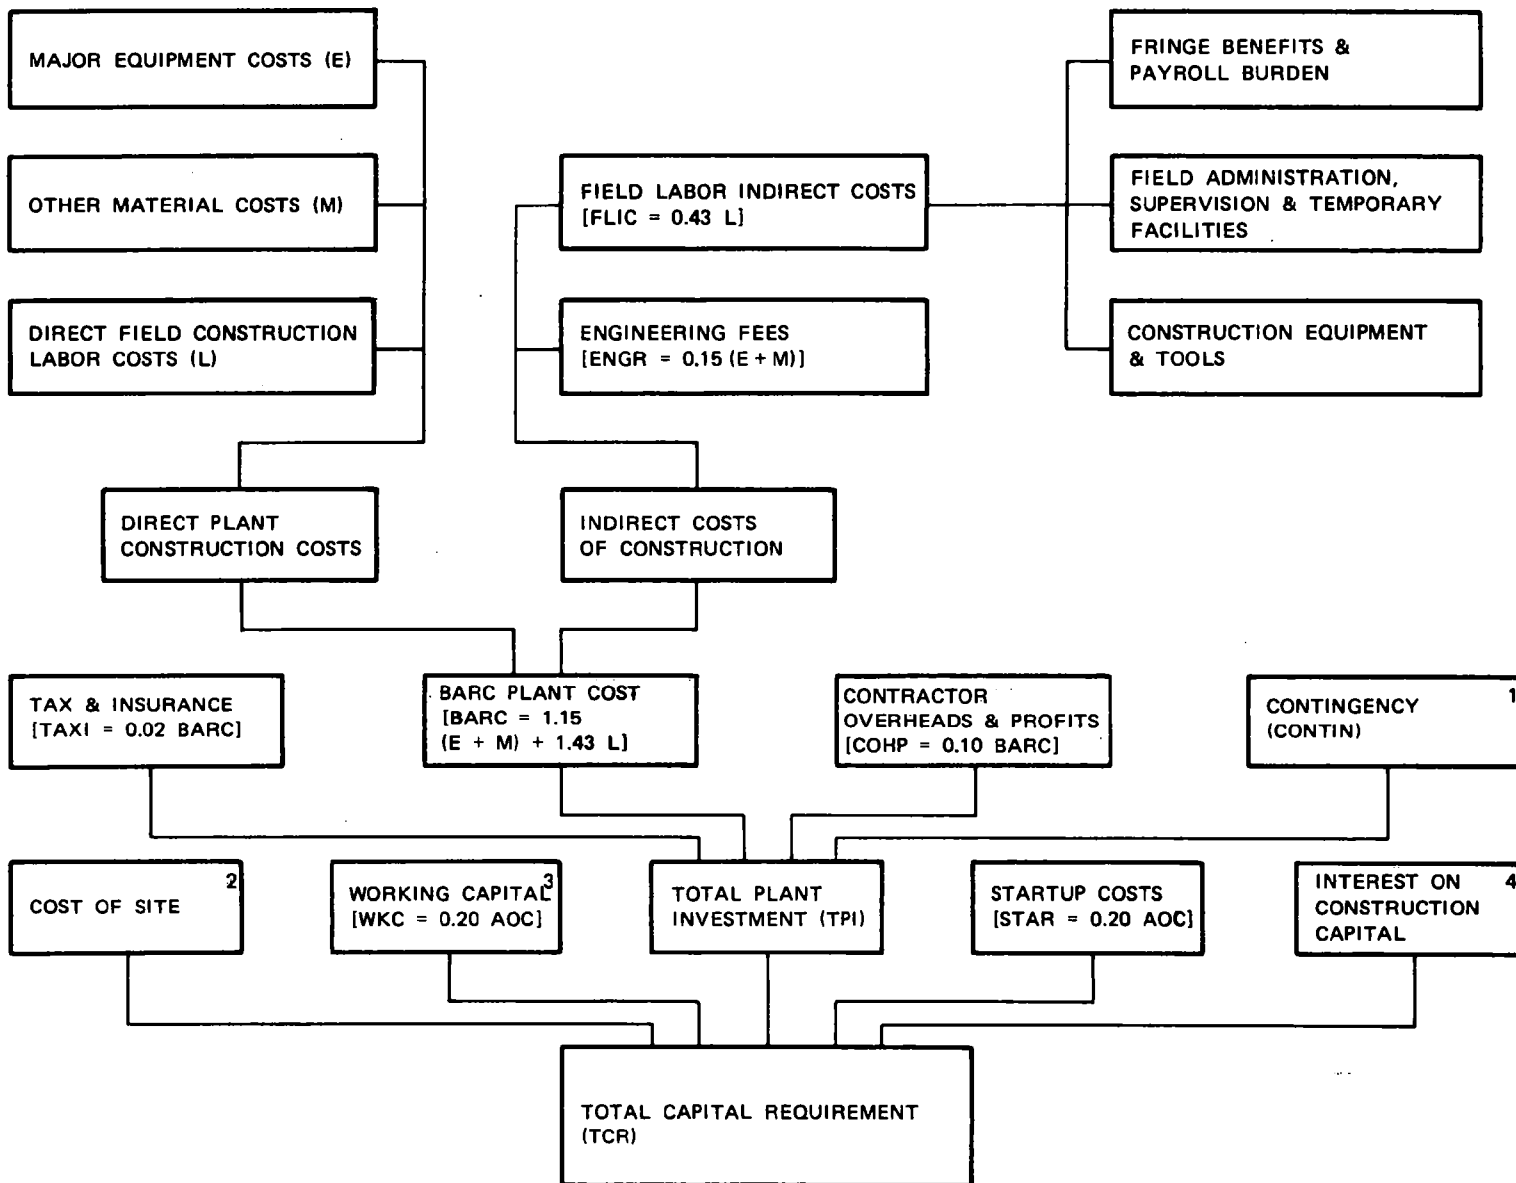 MAJOR EQUIPMENT COSTS (E)
FRINGE BENEFITS &
PAYROLL BURDEN
OTHER MATERIAL COSTS (M)
FIELD LABOR INDIRECT COSTS
[FLIC = 0.43 L]
FIELD ADMINISTRATION,
SUPERVISION & TEMPORARY
FACILITIES
DIRECT FIELD CONSTRUCTION
LABOR COSTS (L)
ENGINEERING FEES
[ENGR = 0.15 (E + M)]
CONSTRUCTION EQUIPMENT
& TOOLS
DIRECT PLANT
CONSTRUCTION COSTS
INDIRECT COSTS
OF CONSTRUCTION
TAX & INSURANCE
[TAXI = 0.02 BARC]
BARC PLANT COST
[BARC = 1.15
(E + M) + 1.43 L]
CONTRACTOR
OVERHEADS & PROFITS
[COHP = 0.10 BARC]
CONTINGENCY 1
(CONTIN)
COST OF SITE 2
WORKING CAPITAL 3
[WKC = 0.20 AOC]
TOTAL PLANT
INVESTMENT (TPI)
STARTUP COSTS
[STAR = 0.20 AOC]
INTEREST ON 4
CONSTRUCTION
CAPITAL
TOTAL CAPITAL REQUIREMENT
(TCR)